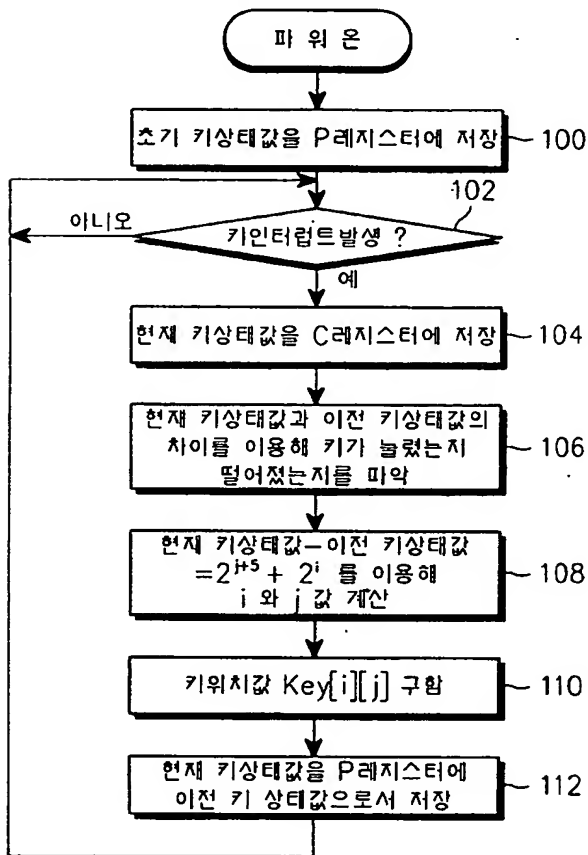 파 워 온
초기 키상태값을 P레지스터에 저장
100
102
아니오
키인터럽트발생 ?
예
현재 키상태값을 C레지스터에 저장
104
현재 키상태값과 이전 키상태값의
차이를 이용해 키가 눌렸는지
떨어졌는지를 파악
106
현재 키상태값-이전 키상태값
=2^{j+5} + 2^i 를 이용해
i 와 j 값 계산
108
키위치값 Key[i][j] 구함
110
현재 키상태값을 P레지스터에
이전 키 상태값으로서 저장
112